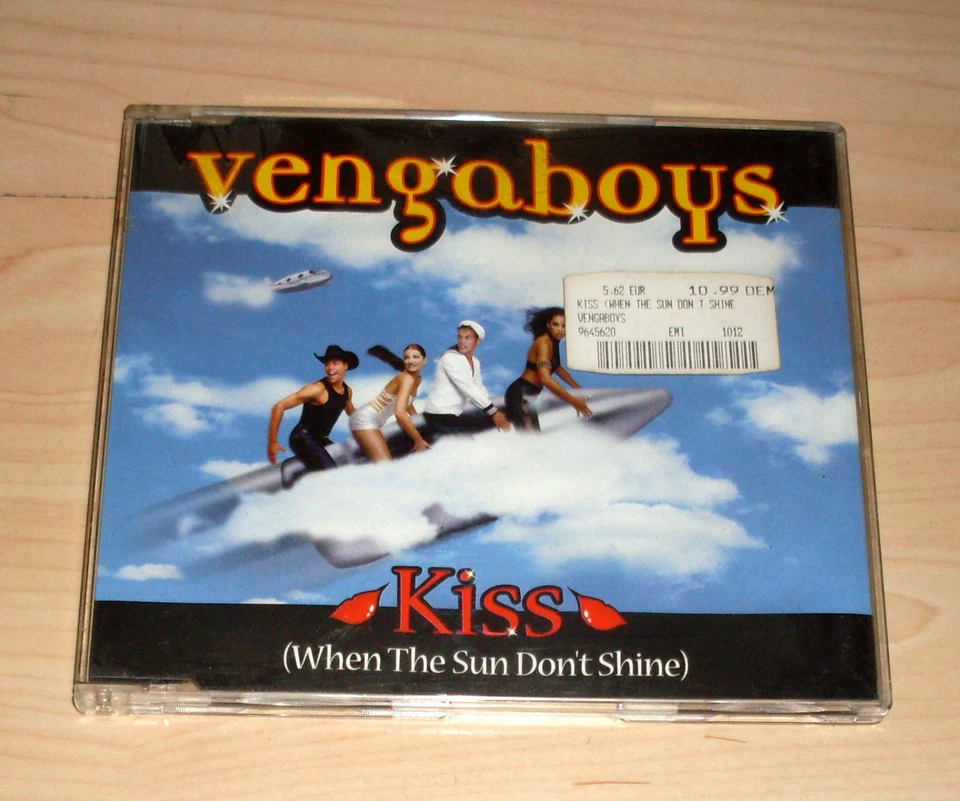 vengaboys
5.62 EUR 10.99 DEM
KISS (WHEN THE SUN DON T SHINE
VENGABOYS
9645620 EMI 1012
Kiss
(When The Sun Don't Shine)